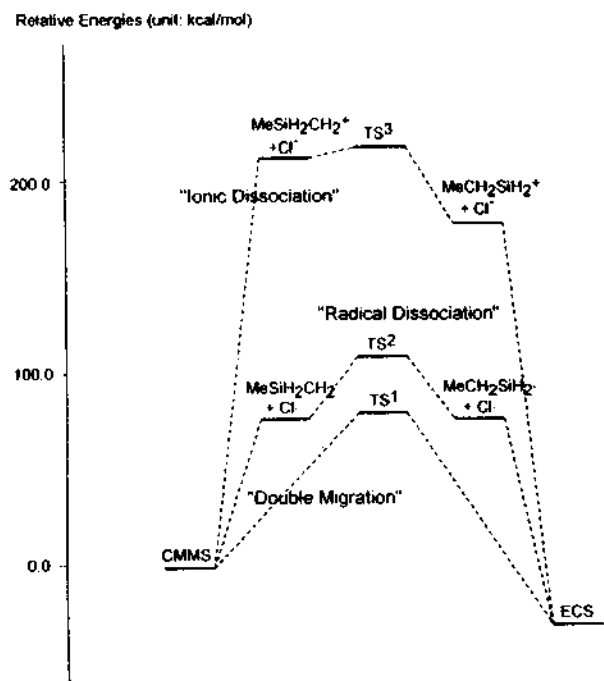 Relative Energies (unit: kcal/mol)
MeSiH₂CH₂⁺
+Cl⁻
TS³
200.0
"Ionic Dissociation"
MeCH₂SiH₂⁺
+ Cl⁻
"Radical Dissociation"
TS²
100.0
MeSiH₂CH₂
+ Cl·
MeCH₂SiH₂·
+ Cl·
TS¹
"Double Migration"
CMMS
0.0
ECS